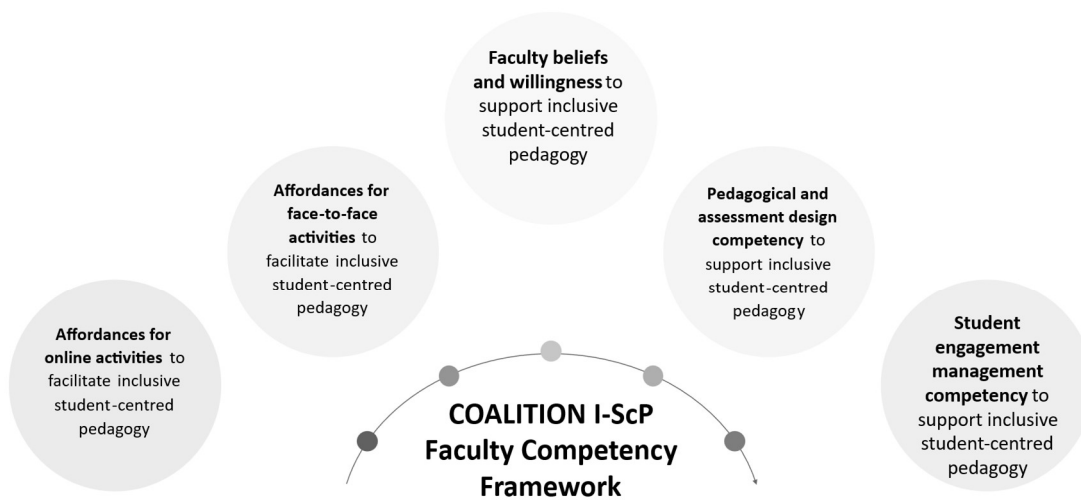 Faculty beliefs
and willingness to
support inclusive
student-centred
pedagogy
Affordances for
face-to-face
activities to
facilitate inclusive
student-centred
pedagogy
Pedagogical and
assessment design
competency to
support inclusive
student-centred
pedagogy
Affordances for
online activities to
facilitate inclusive
student-centred
pedagogy
Student
engagement
management
competency to
support inclusive
student-centred
pedagogy
COALITION I-ScP
Faculty Competency
Framework